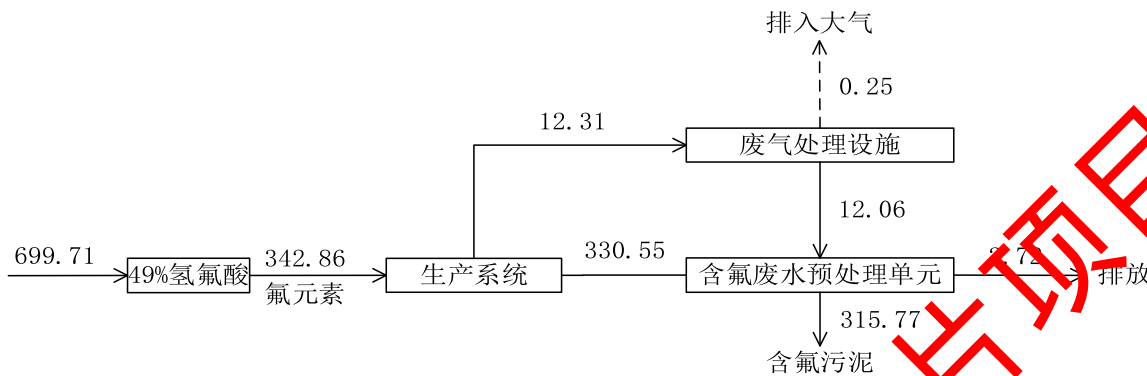 排入大气
0.25
12.31
废气处理设施
12.06
699.71
49%氢氟酸
342.86
氟元素
生产系统
330.55
含氟废水预处理单元
排放
315.77
含氟污泥
片项目